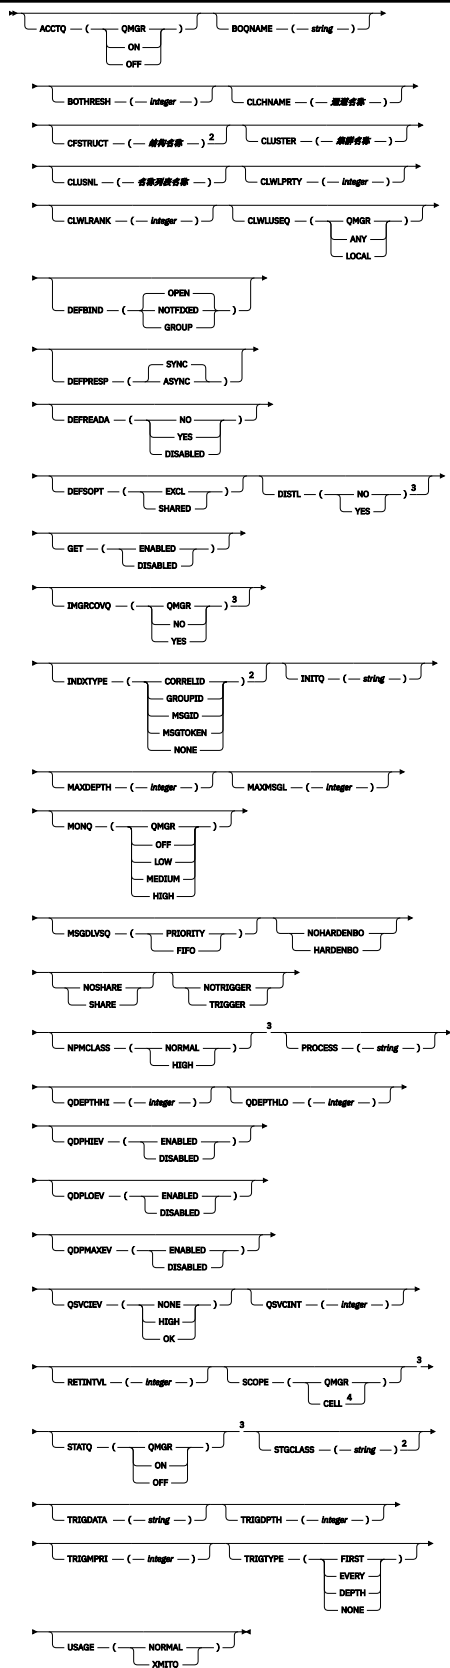 ACCTQ ( QMGR ) BOQNAME ( string )
ON
OFF
BOTHRESH ( integer ) CLCHNAME ( 通道名称 )
CFSTRUCT ( 结构名称 ) 2 CLUSTER ( 集群名称 )
CLUSNL ( 名称列表名称 ) CLWLPRTY ( integer )
CLWLRANK ( integer ) CLWLUSEQ ( QMGR )
ANY
LOCAL
OPEN
DEFBIND ( NOTFIXED )
GROUP
SYNC
DEFPRESP ( ASYNC )
DEFREADA ( NO )
YES
DISABLED
DEFSOPT ( EXCL ) DISTL ( NO ) 3
SHARED YES
GET ( ENABLED )
DISABLED
IMGRCOVQ ( QMGR ) 3
NO
YES
INDXTYPE ( CORRELID ) 2 INITQ ( string )
GROUPID
MSGID
MSGTOKEN
NONE
MAXDEPTH ( integer ) MAXMSGL ( integer )
MONQ ( QMGR )
OFF
LOW
MEDIUM
HIGH
MSGDLVSQ ( PRIORITY ) NOHARDENBO
FIFO HARDENBO
NOSHARE NOTRIGGER
SHARE TRIGGER
NPMCLASS ( NORMAL ) 3 PROCESS ( string )
HIGH
QDEPTHHI ( integer ) QDEPTHLO ( integer )
QDPHIEV ( ENABLED )
DISABLED
QDPLOEV ( ENABLED )
DISABLED
QDPMAXEV ( ENABLED )
DISABLED
QSVCIEV ( NONE ) QSVCINT ( integer )
HIGH
OK
RETINTVL ( integer ) SCOPE ( QMGR ) 3
CELL 4
STATQ ( QMGR ) 3 STGCLASS ( string ) 2
ON
OFF
TRIGDATA ( string ) TRIGDPTH ( integer )
TRIGMPRI ( integer ) TRIGTYPE ( FIRST )
EVERY
DEPTH
NONE
USAGE ( NORMAL )
XMITQ